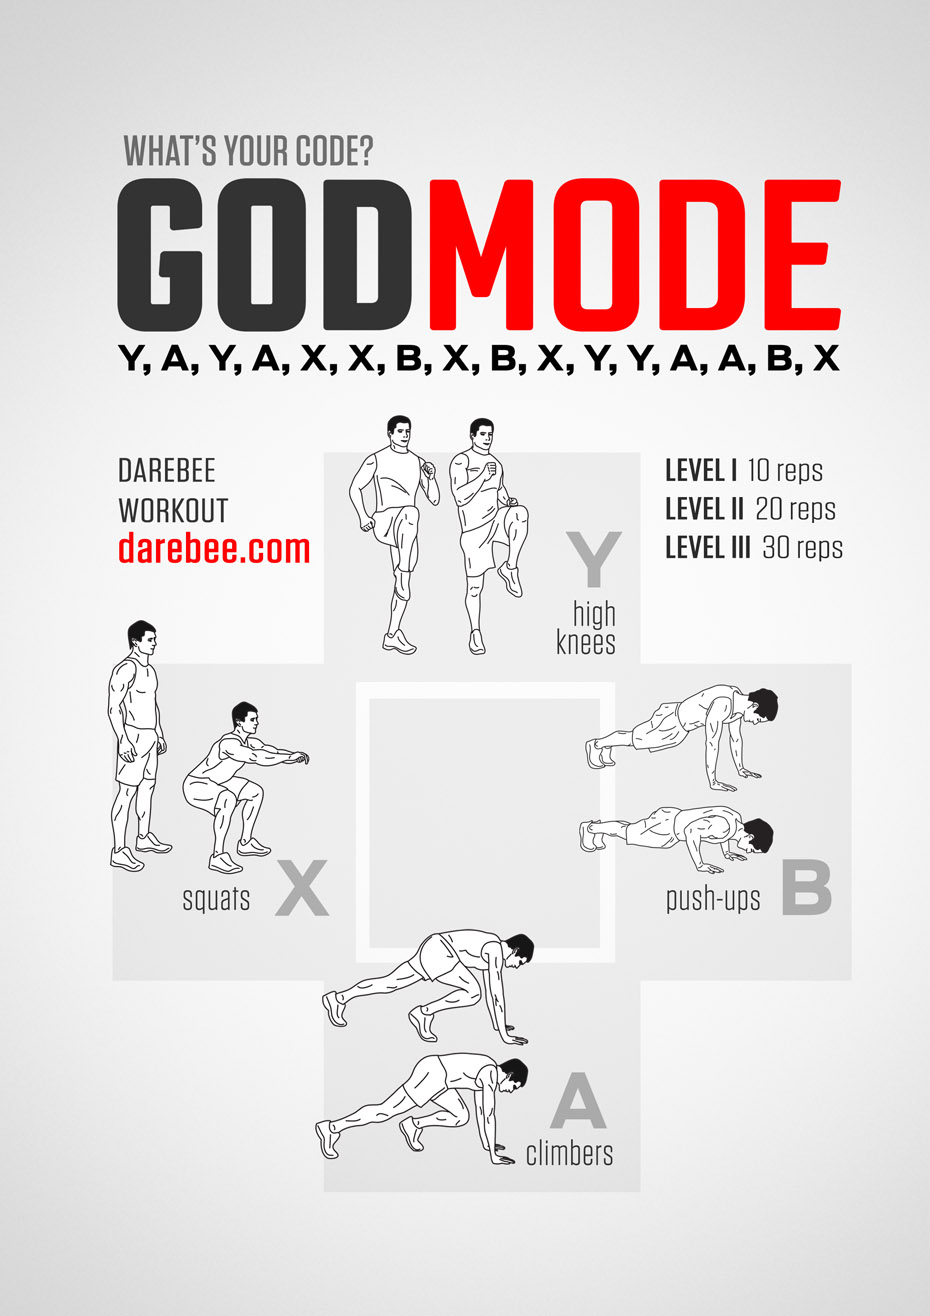 WHAT'S YOUR CODE?
GODMODE
Y, A, Y, A, X, X, B, X, B, X, Y, Y, A, A, B, X
DAREBEE
WORKOUT
darebee.com
LEVEL I 10 reps
LEVEL II 20 reps
LEVEL III 30 reps
Y
high
knees
squats X
push-ups B
A
climbers